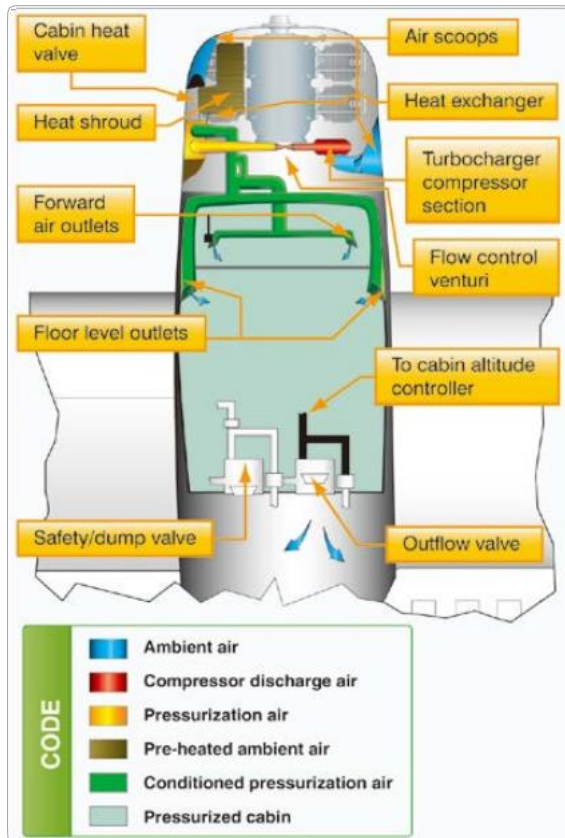 Cabin heat
valve
Air scoops
Heat shroud
Heat exchanger
Turbocharger
compressor
section
Forward
air outlets
Flow control
venturi
Floor level outlets
To cabin altitude
controller
Safety/dump valve
Outflow valve
CODE
Ambient air
Compressor discharge air
Pressurization air
Pre-heated ambient air
Conditioned pressurization air
Pressurized cabin